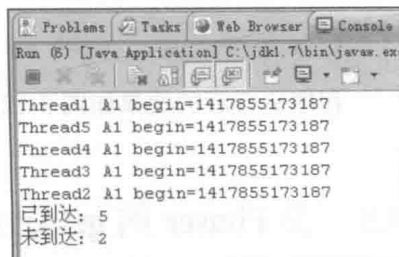 Problems Tasks Web Browser Console
Run (6) [Java Application] C:\jdk1.7\bin\javaw.exe
Thread1 A1 begin=1417855173187
Thread5 A1 begin=1417855173187
Thread4 A1 begin=1417855173187
Thread3 A1 begin=1417855173187
Thread2 A1 begin=1417855173187
已到达: 5
未到达: 2